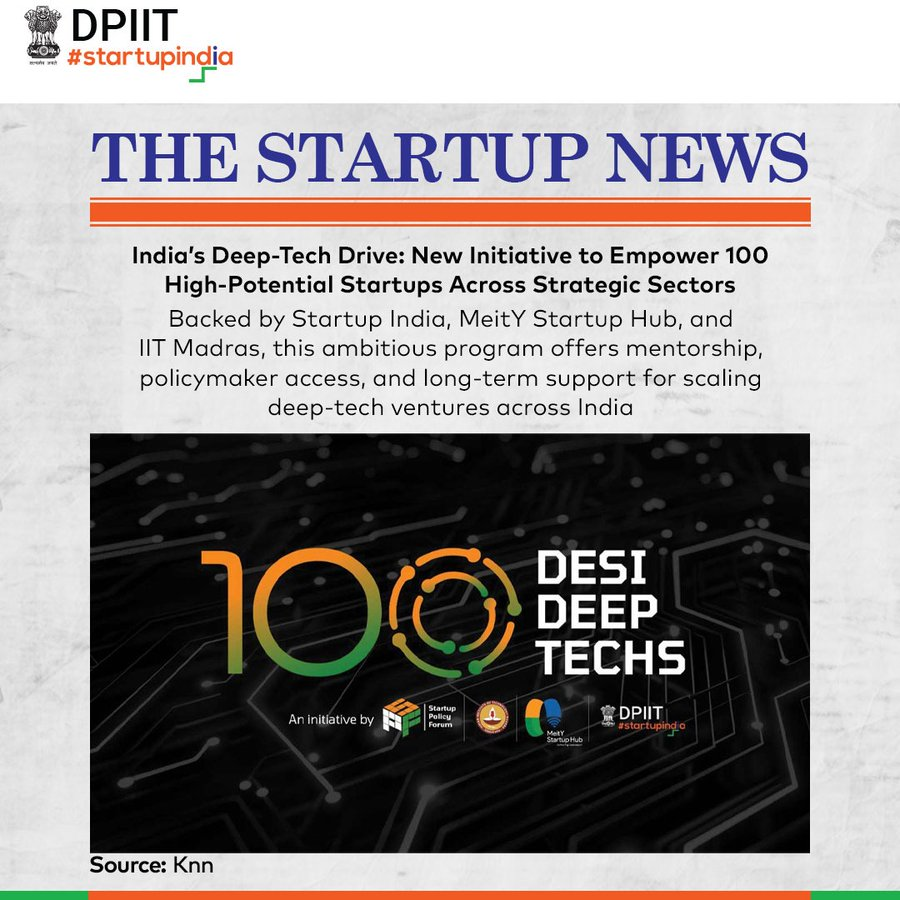 सत्यमेव जयते
DPIIT
#startupindia
THE STARTUP NEWS
India's Deep-Tech Drive: New Initiative to Empower 100
High-Potential Startups Across Strategic Sectors
Backed by Startup India, MeitY Startup Hub, and
IIT Madras, this ambitious program offers mentorship,
policymaker access, and long-term support for scaling
deep-tech ventures across India
100
DESI
DEEP
TECHS
An initiative by
SPF
Startup
Policy
Forum
MeitY
Startup Hub
DPIIT
#startupindia
Source: Knn